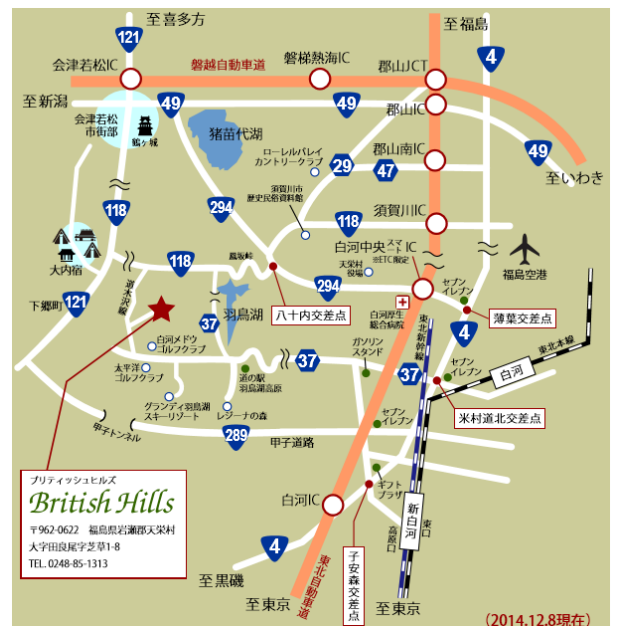 至喜多方
至福島
121
4
会津若松IC
磐越自動車道
磐梯熱海IC
郡山JCT
至新潟
49
49
郡山IC
会津若松
市街部
鶴ヶ城
猪苗代湖
ローレルバレイ
カントリークラブ
29
47
郡山南IC
49
至いわき
118
294
須賀川市
歴史民俗資料館
118
須賀川IC
大内宿
118
鳳坂峠
白河中央
スマート
IC
※ETC限定
天栄村
役場
福島空港
294
下郷町
121
羽鳥湖
八十内交差点
セブン
イレブン
薄葉交差点
37
白河厚生
総合病院
東北新幹線
4
白河メドウ
ゴルフクラブ
ガソリン
スタンド
東北本線
太平洋
ゴルフクラブ
37
37
セブン
イレブン
白河
道の駅
羽鳥湖高原
米村道北交差点
グランディ羽鳥湖
スキーリゾート
レジーナの森
セブン
イレブン
甲子トンネル
289
甲子道路
ブリティッシュヒルズ
British Hills
〒962-0622 福島県岩瀬郡天栄村
大字田良尾字芝草1-8
TEL. 0248-85-1313
ギフト
プラザ
白河IC
新白河
東口
高原口
4
子安森交差点
至黒磯
東北自動車道
至東京
至東京
(2014.12.8現在)